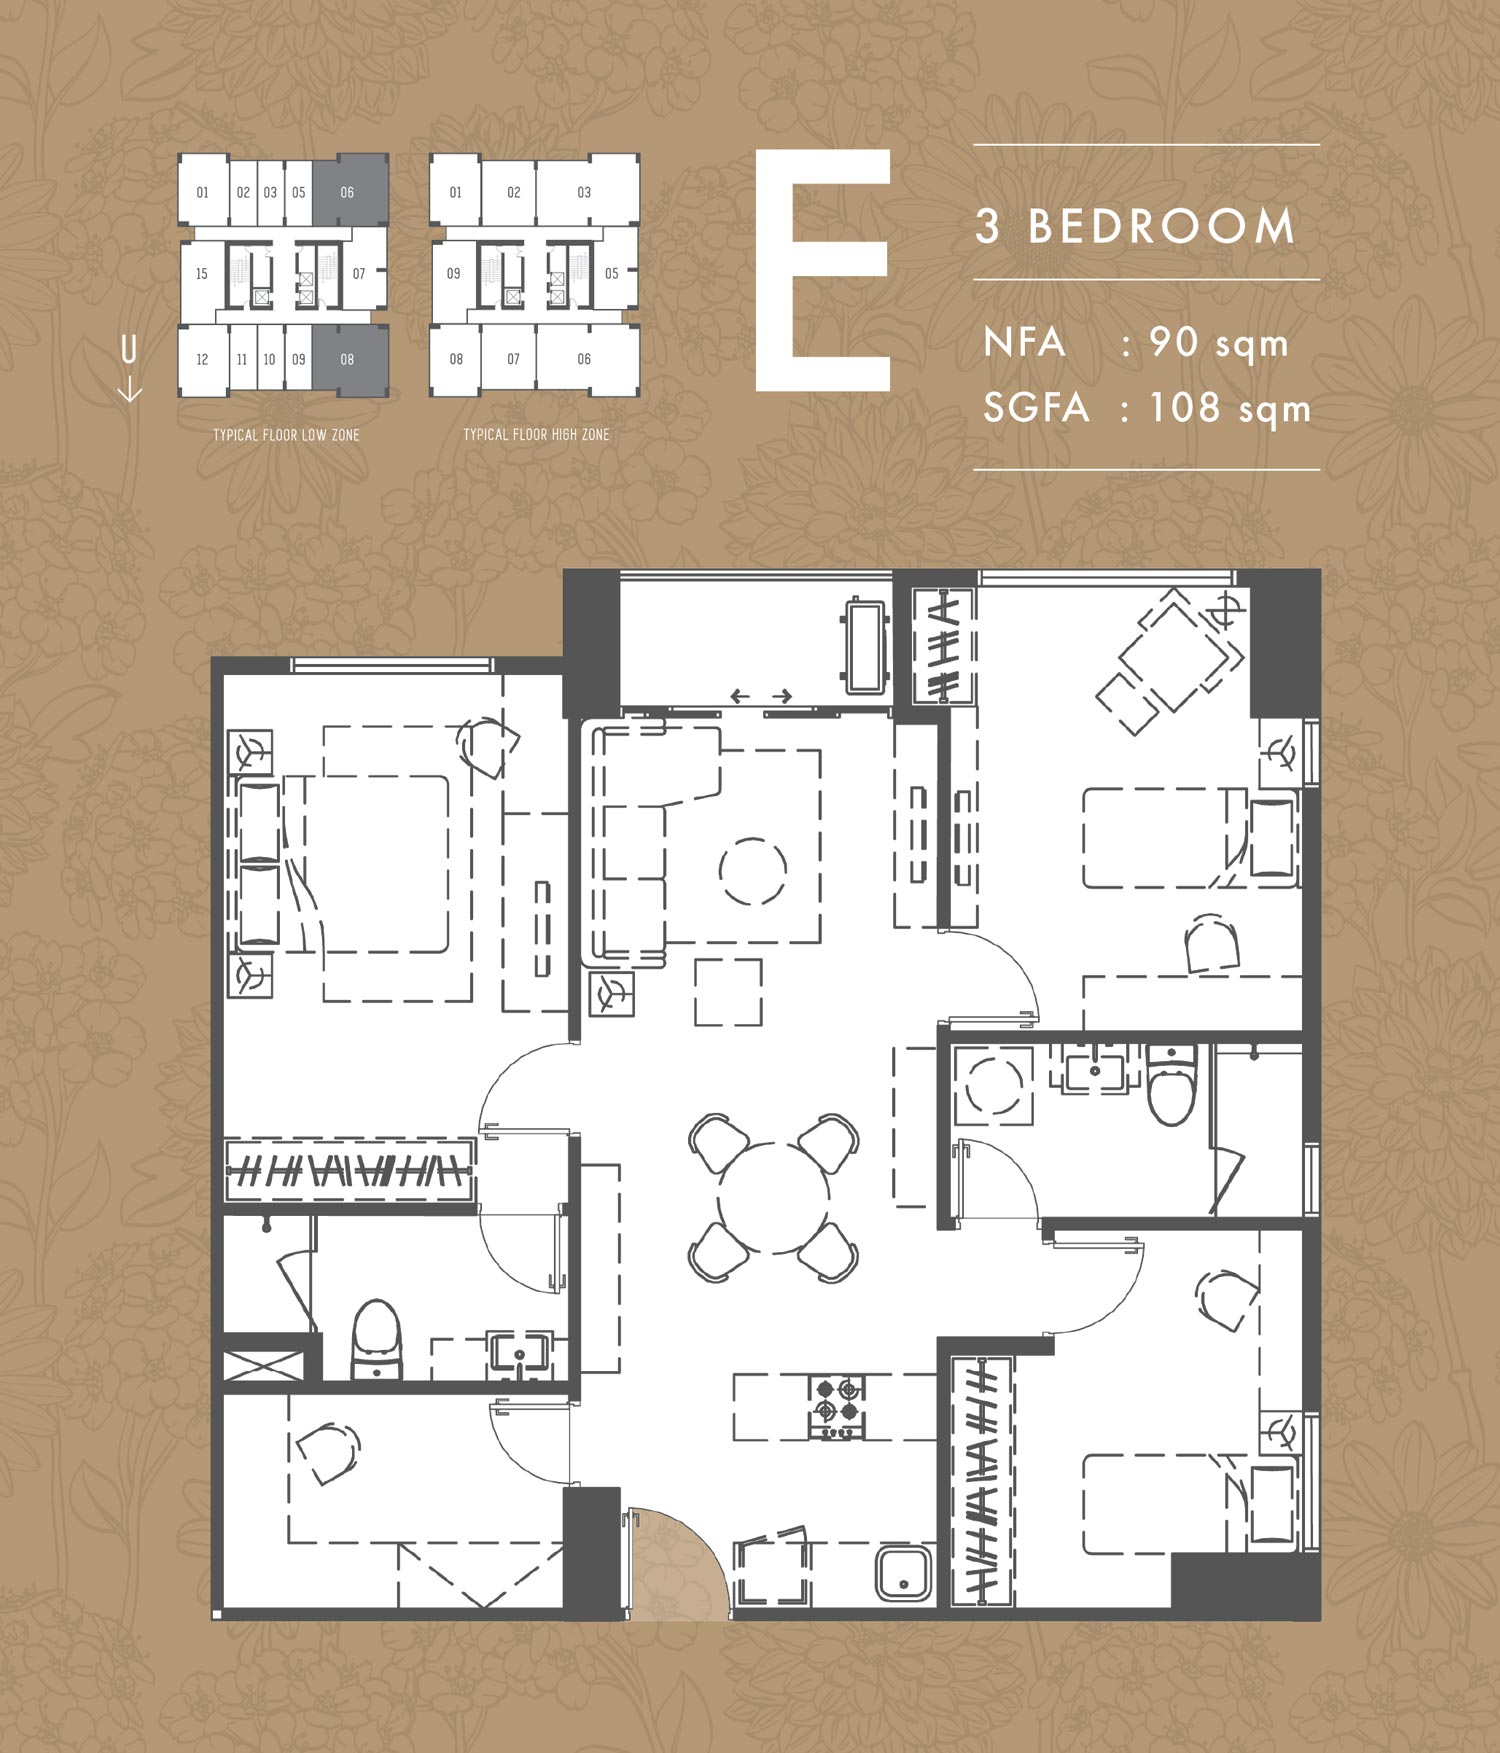 01 02 03 05 06
15 07
12 11 10 09 08
U
TYPICAL FLOOR LOW ZONE
01 02 03
09 05
08 07 06
TYPICAL FLOOR HIGH ZONE
E
3 BEDROOM
NFA : 90 sqm
SGFA : 108 sqm